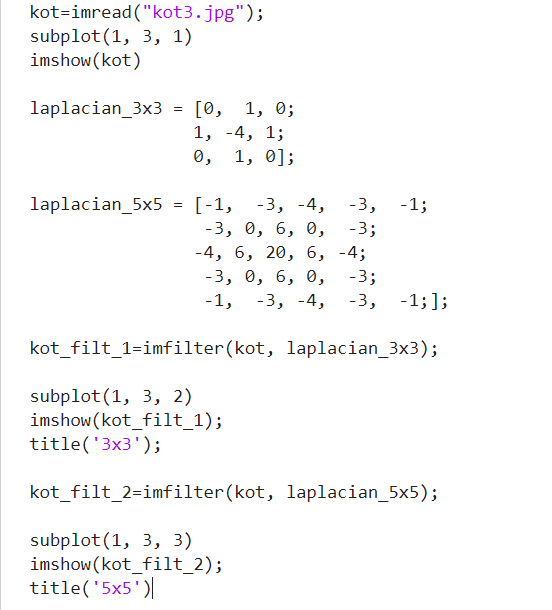 kot=imread("kot3.jpg");
subplot(1, 3, 1)
imshow(kot)
laplacian_3x3 = [0,  1, 0;
1, -4, 1;
0,  1, 0];
laplacian_5x5 = [-1,  -3, -4,  -3,  -1;
-3, 0, 6, 0,  -3;
-4, 6, 20, 6, -4;
-3, 0, 6, 0,  -3;
-1,  -3, -4,  -3,  -1;];
kot_filt_1=imfilter(kot, laplacian_3x3);
subplot(1, 3, 2)
imshow(kot_filt_1);
title('3x3');
kot_filt_2=imfilter(kot, laplacian_5x5);
subplot(1, 3, 3)
imshow(kot_filt_2);
title('5x5')